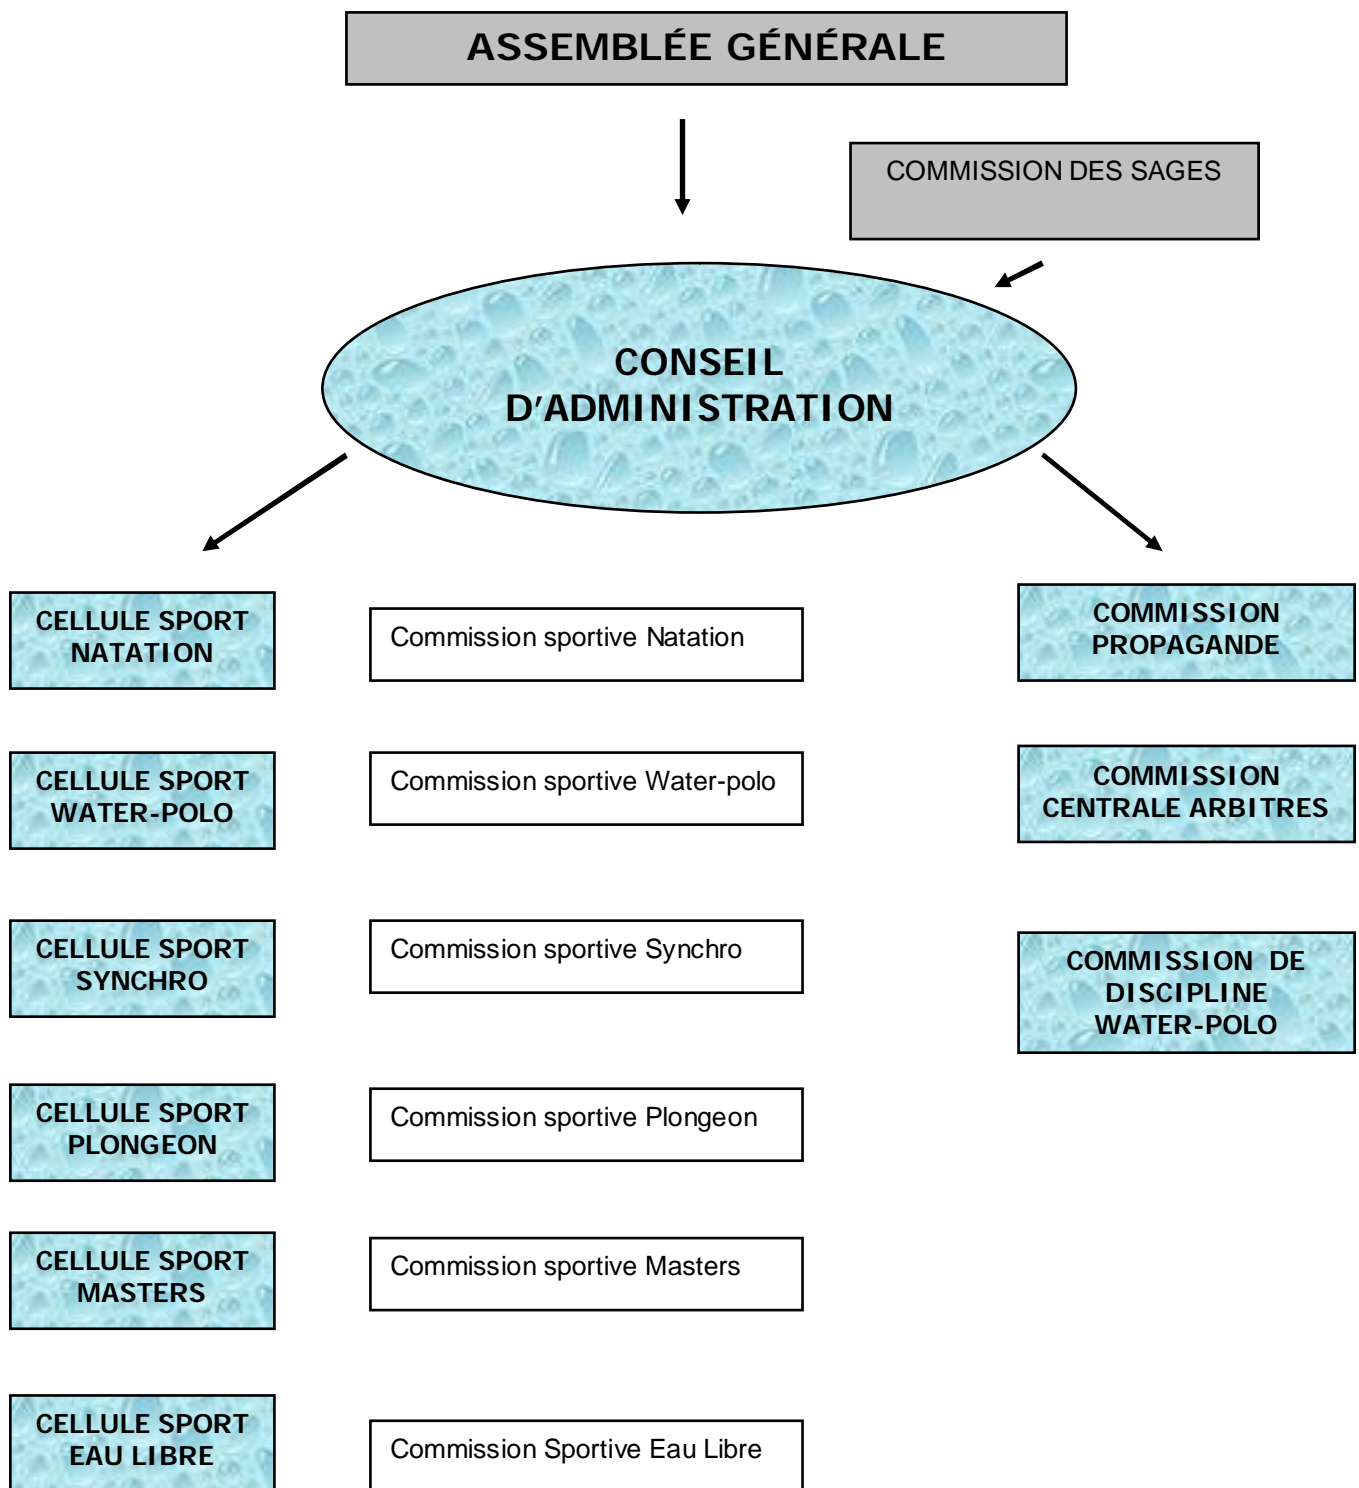 ASSEMBLÉE GÉNÉRALE
COMMISSION DES SAGES
CONSEIL
D'ADMINISTRATION
CELLULE SPORT
NATATION
Commission sportive Natation
COMMISSION
PROPAGANDE
CELLULE SPORT
WATER-POLO
Commission sportive Water-polo
COMMISSION
CENTRALE ARBITRES
CELLULE SPORT
SYNCHRO
Commission sportive Synchro
COMMISSION DE
DISCIPLINE
WATER-POLO
CELLULE SPORT
PLONGEON
Commission sportive Plongeon
CELLULE SPORT
MASTERS
Commission sportive Masters
CELLULE SPORT
EAU LIBRE
Commission Sportive Eau Libre